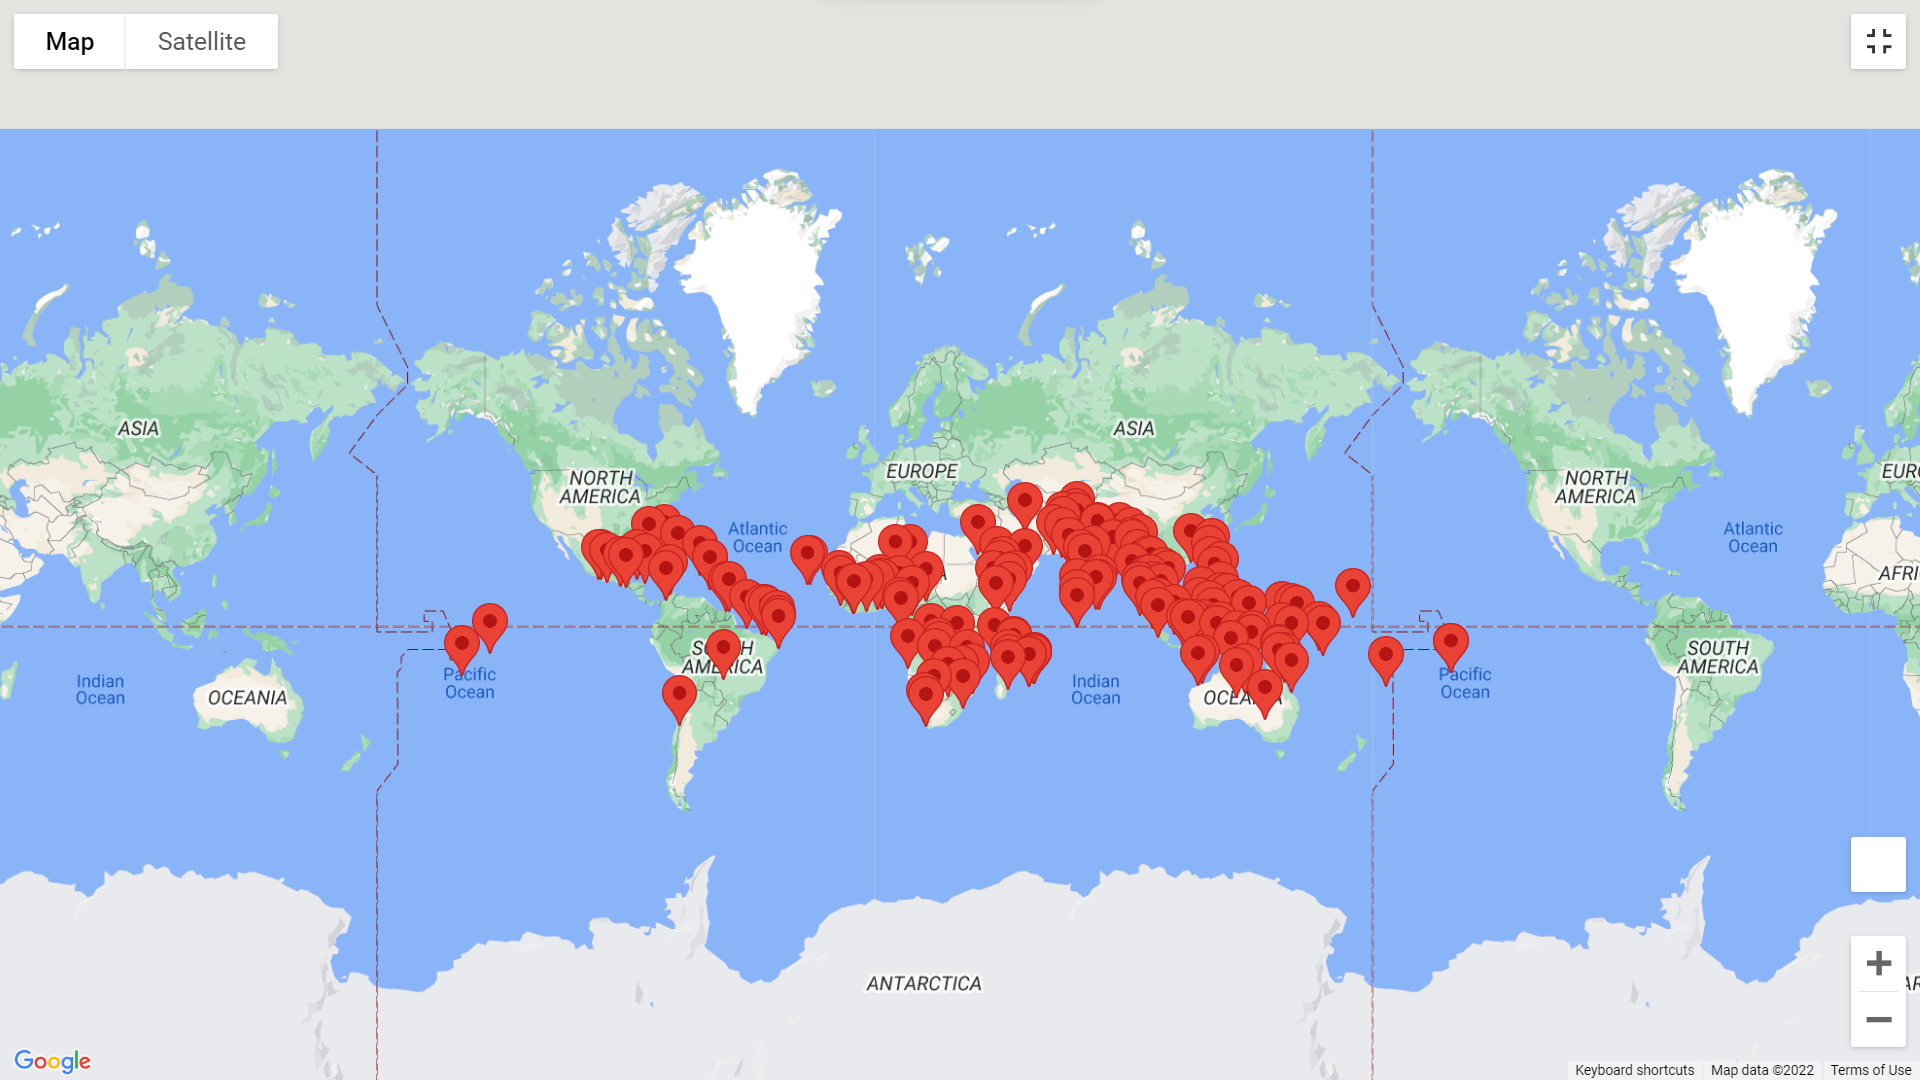 Map
Satellite
ASIA
NORTH
AMERICA
EUROPE
ASIA
NORTH
AMERICA
EURO
Atlantic
Ocean
Atlantic
Ocean
A
AFRI
SOUTH
AMERICA
SOUTH
AMERICA
Indian
Ocean
OCEANIA
Pacific
Ocean
Indian
Ocean
OCEANIA
Pacific
Ocean
ANTARCTICA
AR
Google
Keyboard shortcuts
Map data ©2022
Terms of Use